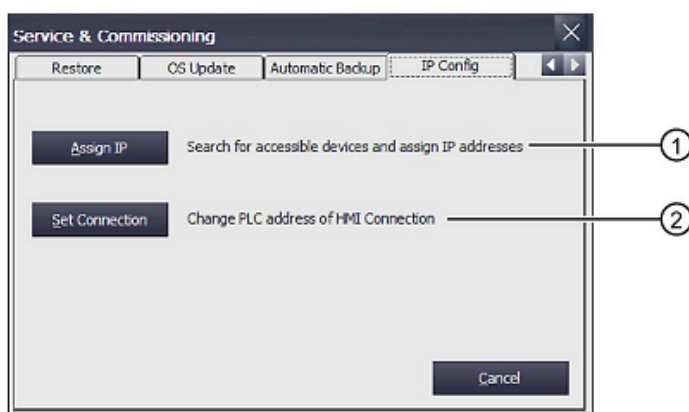 Service & Commissioning
Restore OS Update Automatic Backup IP Config
Assign IP Search for accessible devices and assign IP addresses 1
Set Connection Change PLC address of HMI Connection 2
Cancel